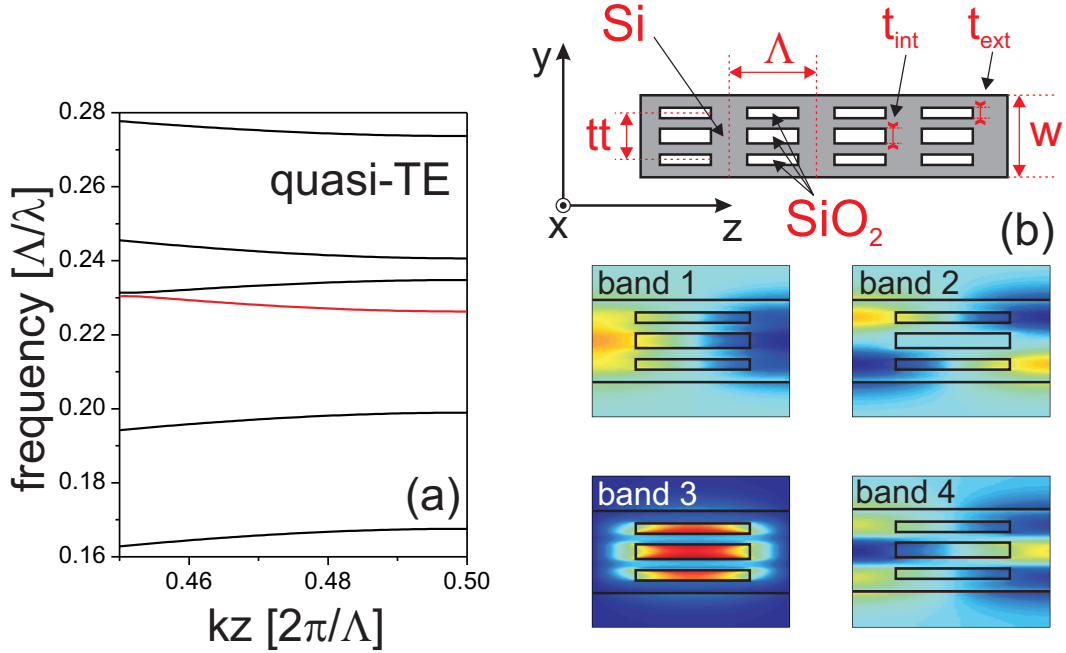 0.28
0.26
0.24
0.22
0.20
0.18
0.16
frequency [Λ/λ]
quasi-TE
(a)
0.46 0.48 0.50
kz [2π/Λ]
Si
Λ
t_int
t_ext
y
tt
w
x
z
SiO₂
(b)
band 1
band 2
band 3
band 4